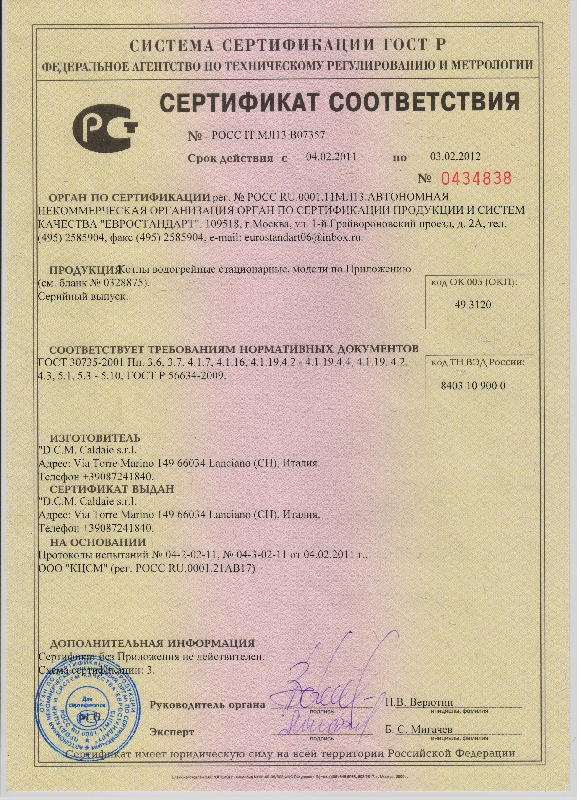 СИСТЕМА СЕРТИФИКАЦИИ ГОСТ Р
ФЕДЕРАЛЬНОЕ АГЕНТСТВО ПО ТЕХНИЧЕСКОМУ РЕГУЛИРОВАНИЮ И МЕТРОЛОГИИ
СЕРТИФИКАТ СООТВЕТСТВИЯ
№ РОСС IT.МЛ13.В07357
Срок действия с 04.02.2011 по 03.02.2012
№ 0434838
ОРГАН ПО СЕРТИФИКАЦИИ рег. № РОСС RU.0001.11МЛ13.АВТОНОМНАЯ
НЕКОММЕРЧЕСКАЯ ОРГАНИЗАЦИЯ ОРГАН ПО СЕРТИФИКАЦИИ ПРОДУКЦИИ И СИСТЕМ
КАЧЕСТВА "ЕВРОСТАНДАРТ". 109518, г Москва, ул. 1-й Грайвороновский проезд, д. 2А, тел.
(495) 2585904, факс (495) 2585904, e-mail: eurostandart06@inbox.ru.
ПРОДУКЦИЯ Котлы водогрейные стационарные, модели по Приложению
(см. бланк № 0328875).
Серийный выпуск.
код ОК 005 (ОКП):
49 3120
СООТВЕТСТВУЕТ ТРЕБОВАНИЯМ НОРМАТИВНЫХ ДОКУМЕНТОВ
ГОСТ 30735-2001 Пп. 3.6, 3.7, 4.1.7, 4.1.16, 4.1.19.4.2 - 4.1.19.4.4, 4.1.19, 4.2,
4.3, 5.1, 5.3 - 5.10, ГОСТ Р 56634-2009.
код ТН ВЭД России:
8403 10 900 0
ИЗГОТОВИТЕЛЬ
"D.C.M. Caldaie s.r.l.
Адрес: Via Torre Marino 149 66034 Lanciano (CH), Италия.
Телефон +39087241840.
СЕРТИФИКАТ ВЫДАН
"D.C.M. Caldaie s.r.l.
Адрес: Via Torre Marino 149 66034 Lanciano (CH), Италия.
Телефон +39087241840.
НА ОСНОВАНИИ
Протоколы испытаний № 04-2-02-11, № 04-3-02-11 от 04.02.2011 г.,
ООО "КЦСМ" (рег. РОСС RU.0001.21АВ17)
ДОПОЛНИТЕЛЬНАЯ ИНФОРМАЦИЯ
Сертификат без Приложения не действителен.
Схема сертификации: 3.
Руководитель органа
подпись
Н.В. Верютин
инициалы, фамилия
Эксперт
подпись
Б. С. Мигачев
инициалы, фамилия
Сертификат имеет юридическую силу на всей территории Российской Федерации